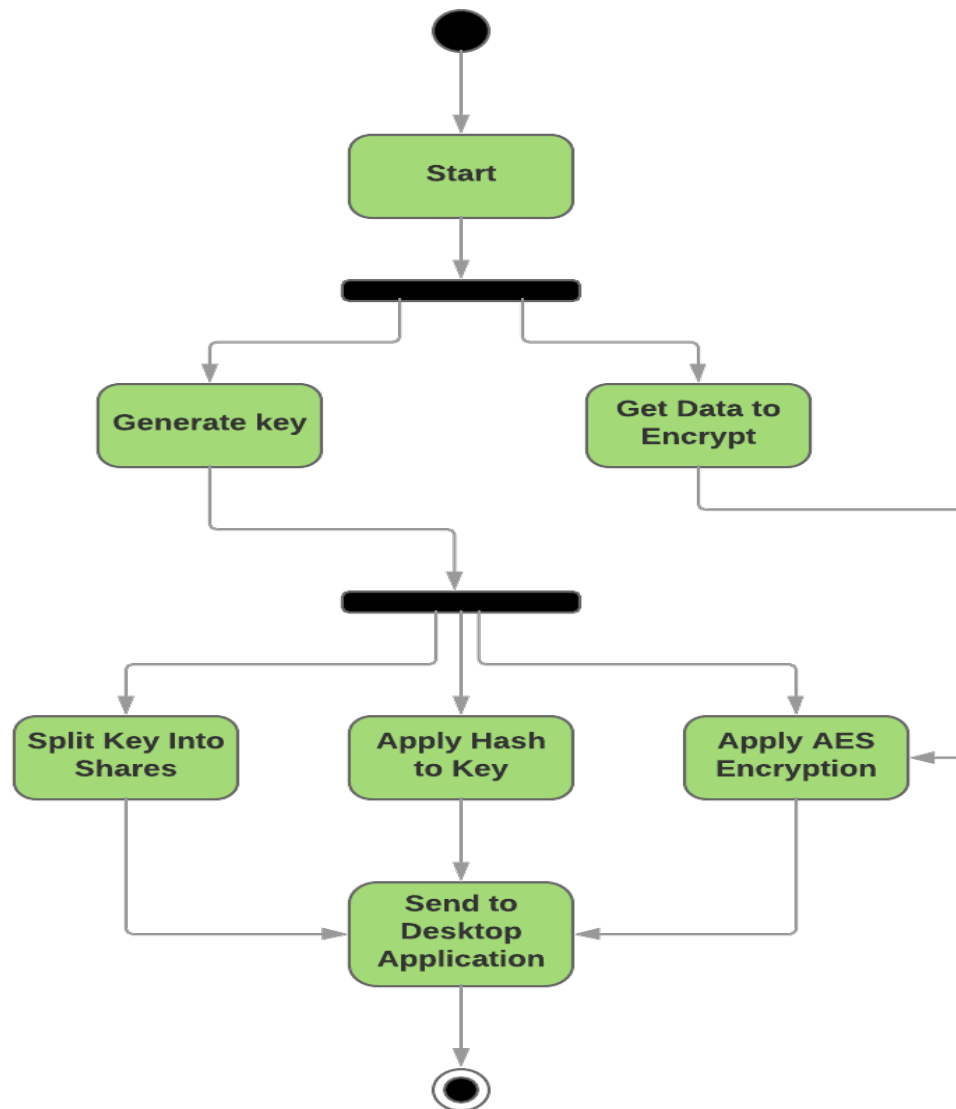 Start
Generate key
Get Data to
Encrypt
Split Key Into
Shares
Apply Hash
to Key
Apply AES
Encryption
Send to
Desktop
Application